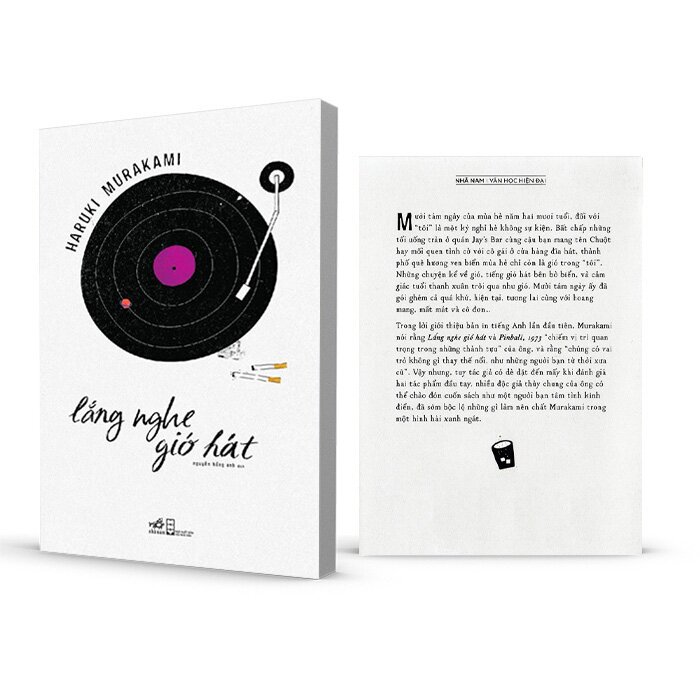 HARUKI MURAKAMI
lắng nghe
gió hát
nguyễn hồng anh dịch
nhã nam
NHÃ NAM | VĂN HỌC HIỆN ĐẠI
Mười tám ngày của mùa hè năm hai mươi tuổi, đối với
"tôi" là một kỳ nghỉ hè không sự kiện. Bất chấp những
tối uống tràn ở quán Jay's Bar cùng cậu bạn mang tên Chuột
hay mối quen tình cờ với cô gái ở cửa hàng đĩa hát, thành
phố quê hương ven biển mùa hè chỉ còn là gió trong "tôi".
Những chuyện kể về gió, tiếng gió hát bên bờ biển, và cảm
giác tuổi thanh xuân trôi qua như gió. Mười tám ngày ấy đã
gói ghém cả quá khứ, hiện tại, tương lai cùng với hoang
mang, mất mát và cô đơn..
Trong lời giới thiệu bản in tiếng Anh lần đầu tiên, Murakami
nói rằng Lắng nghe gió hát và Pinball, 1973 "chiếm vị trí quan
trọng trong những thành tựu" của ông, và rằng "chúng có vai
trò không gì thay thế nổi, như những người bạn từ thời xưa
cũ". Vậy nhưng, tuy tác giả có dè dặt đến mấy khi đánh giá
hai tác phẩm đầu tay, nhiều độc giả thủy chung của ông có
thể chào đón cuốn sách như một người bạn tâm tình kinh
điển, đã sớm bộc lộ những gì làm nên chất Murakami trong
một hình hài xanh ngát.